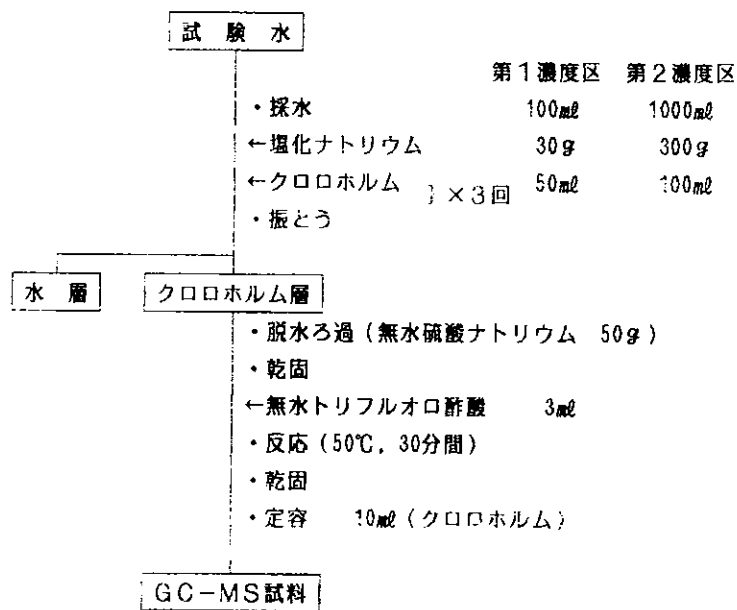 試験水
第1濃度区 第2濃度区
・採水 100㎖ 1000㎖
←塩化ナトリウム 30g 300g
←クロロホルム 50㎖ 100㎖
} ×3回
・振とう
水層 クロロホルム層
・脱水ろ過(無水硫酸ナトリウム 50g)
・乾固
←無水トリフルオロ酢酸 3㎖
・反応(50℃,30分間)
・乾固
・定容 10㎖(クロロホルム)
GC-MS試料